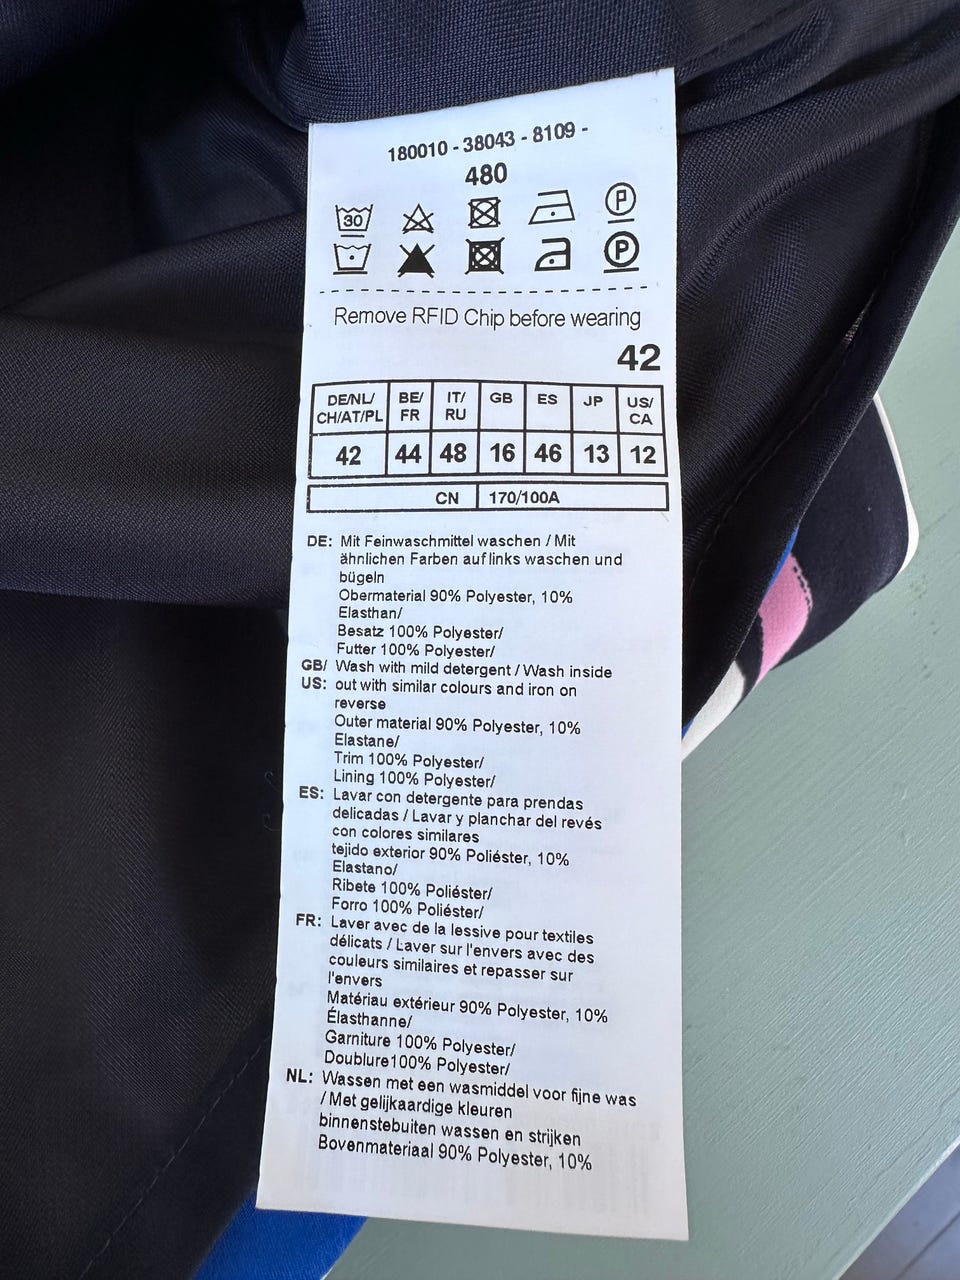 180010 - 38043 - 8109 -
480
30
P
P
Remove RFID Chip before wearing
42
DE/NL/ CH/AT/PL BE/ FR IT/ RU GB ES JP US/ CA
42 44 48 16 46 13 12
CN 170/100A
DE: Mit Feinwaschmittel waschen / Mit
ähnlichen Farben auf links waschen und
bügeln
Obermaterial 90% Polyester, 10%
Elasthan/
Besatz 100% Polyester/
Futter 100% Polyester/
GB/ Wash with mild detergent / Wash inside
US: out with similar colours and iron on
reverse
Outer material 90% Polyester, 10%
Elastane/
Trim 100% Polyester/
Lining 100% Polyester/
ES: Lavar con detergente para prendas
delicadas / Lavar y planchar del revés
con colores similares
tejido exterior 90% Poliéster, 10%
Elastano/
Ribete 100% Poliéster/
Forro 100% Poliéster/
FR: Laver avec de la lessive pour textiles
délicats / Laver sur l'envers avec des
couleurs similaires et repasser sur
l'envers
Matériau extérieur 90% Polyester, 10%
Élasthanne/
Garniture 100% Polyester/
Doublure100% Polyester/
NL: Wassen met een wasmiddel voor fijne was
/ Met gelijkaardige kleuren
binnenstebuiten wassen en strijken
Bovenmateriaal 90% Polyester, 10%